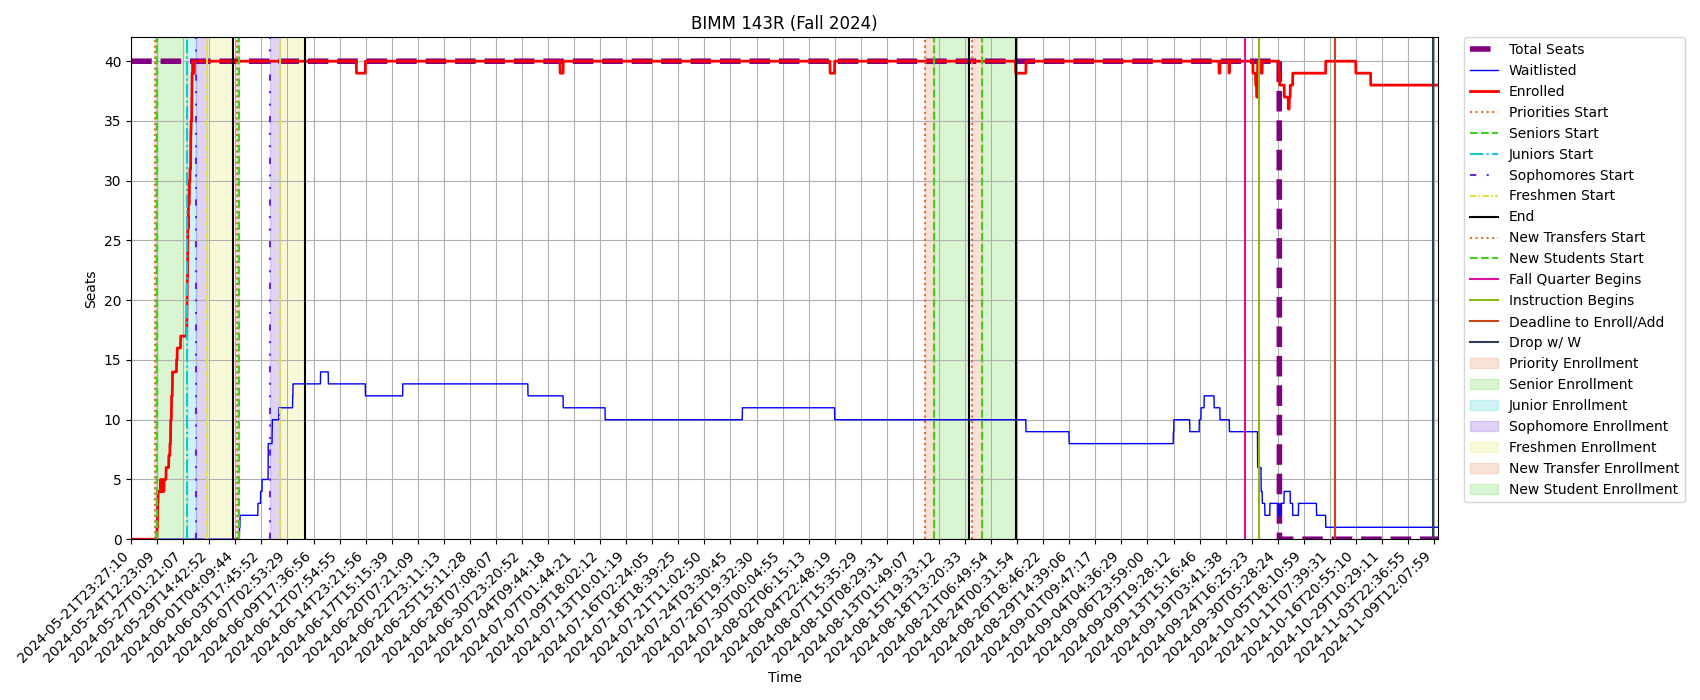 BIMM 143R (Fall 2024)
Seats
40
35
30
25
20
15
10
5
0
2024-05-21T23:27:10
2024-05-24T12:23:09
2024-05-27T01:21:07
2024-05-29T14:42:52
2024-06-01T04:09:44
2024-06-03T17:45:52
2024-06-07T02:53:29
2024-06-09T17:36:56
2024-06-12T07:54:55
2024-06-14T23:21:56
2024-06-17T15:15:39
2024-06-20T07:21:09
2024-06-22T23:11:13
2024-06-25T15:11:28
2024-06-28T07:08:07
2024-06-30T23:20:52
2024-07-04T09:44:18
2024-07-07T01:44:21
2024-07-09T18:02:12
2024-07-13T10:01:19
2024-07-16T02:24:05
2024-07-18T18:39:25
2024-07-21T11:02:50
2024-07-24T03:30:45
2024-07-26T19:32:30
2024-07-30T00:04:55
2024-08-02T06:15:13
2024-08-04T22:48:19
2024-08-07T15:35:29
2024-08-10T08:29:31
2024-08-13T01:49:07
2024-08-15T19:33:12
2024-08-18T13:20:33
2024-08-21T06:49:54
2024-08-24T00:31:54
2024-08-26T18:46:22
2024-08-29T14:39:06
2024-09-01T09:47:17
2024-09-04T04:36:29
2024-09-06T23:59:00
2024-09-09T19:28:12
2024-09-13T15:16:46
2024-09-19T03:41:38
2024-09-24T16:25:23
2024-09-30T05:28:24
2024-10-05T18:10:59
2024-10-11T07:39:31
2024-10-16T20:55:10
2024-10-29T10:29:11
2024-11-03T22:36:55
2024-11-09T12:07:59
Time
Total Seats
Waitlisted
Enrolled
Priorities Start
Seniors Start
Juniors Start
Sophomores Start
Freshmen Start
End
New Transfers Start
New Students Start
Fall Quarter Begins
Instruction Begins
Deadline to Enroll/Add
Drop w/ W
Priority Enrollment
Senior Enrollment
Junior Enrollment
Sophomore Enrollment
Freshmen Enrollment
New Transfer Enrollment
New Student Enrollment